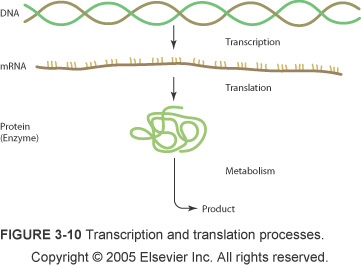 DNA
Transcription
mRNA
Translation
Protein
(Enzyme)
Metabolism
Product
FIGURE 3-10 Transcription and translation processes.
Copyright © 2005 Elsevier Inc. All rights reserved.